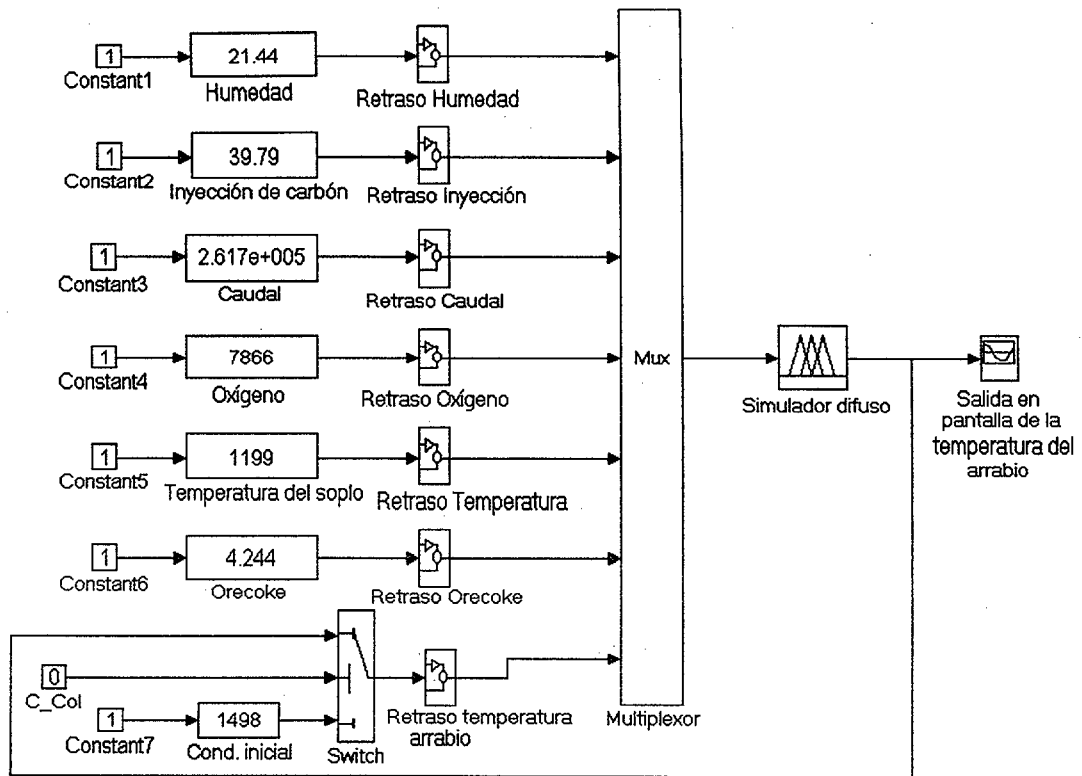 1
Constant1
21.44
Humedad
Retraso Humedad
1
Constant2
39.79
Inyección de carbón
Retraso Inyección
1
Constant3
2.617e+005
Caudal
Retraso Caudal
1
Constant4
7866
Oxígeno
Retraso Oxígeno
1
Constant5
1199
Temperatura del soplo
Retraso Temperatura
1
Constant6
4.244
Orecoke
Retraso Orecoke
0
C_Col
1
Constant7
1498
Cond. inicial
Switch
Retraso temperatura
arrabio
Mux
Multiplexor
Simulador difuso
Salida en
pantalla de la
temperatura del
arrabio